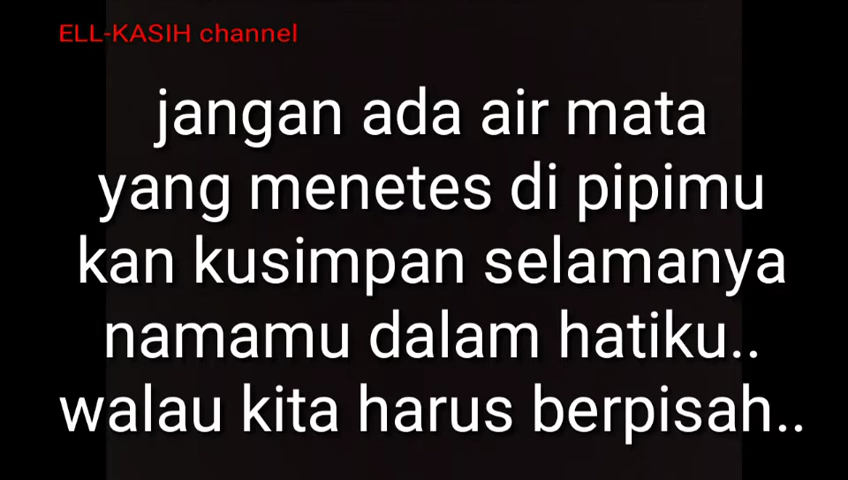 ELL-KASIH channel
jangan ada air mata
yang menetes di pipimu
kan kusimpan selamanya
namamu dalam hatiku..
walau kita harus berpisah..